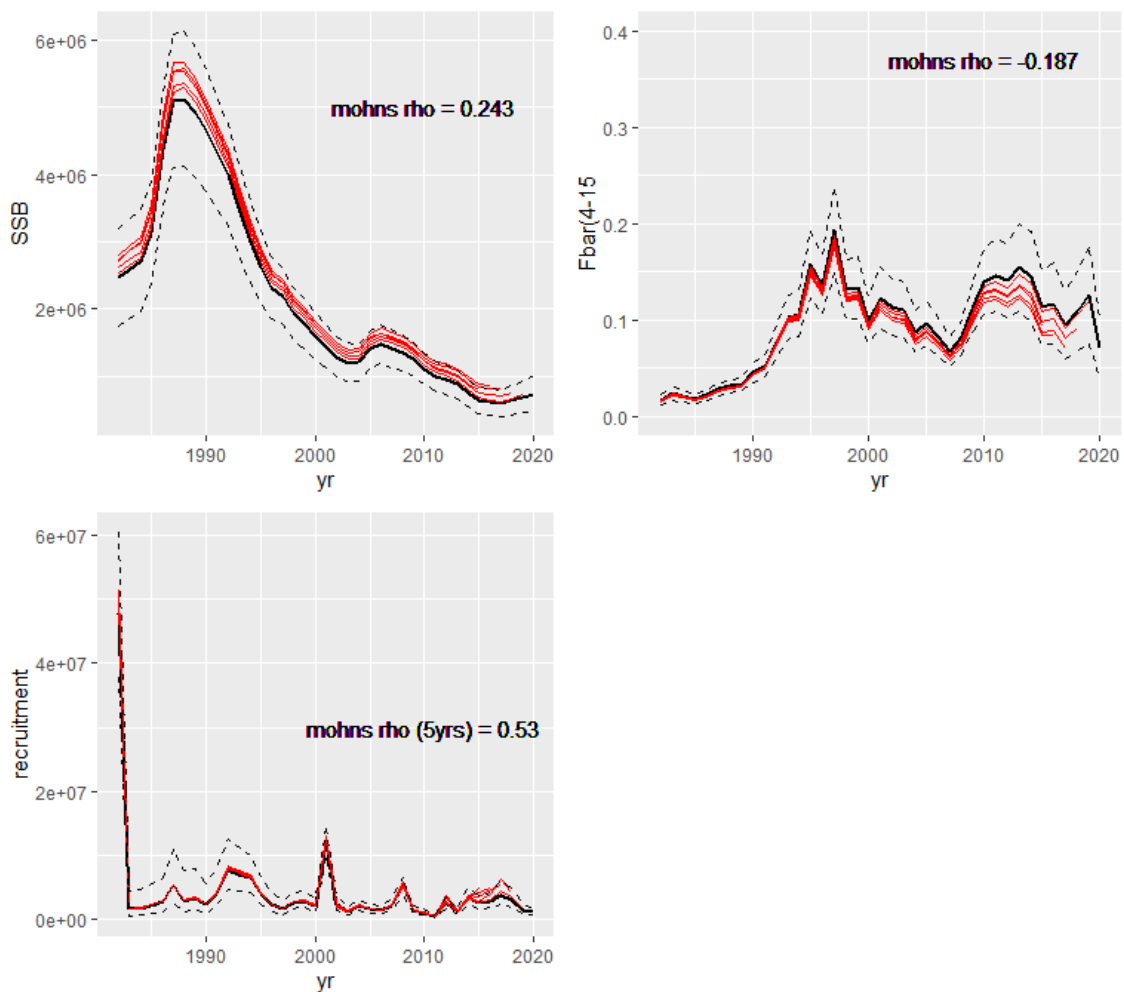 6e+06
4e+06
2e+06
SSB
mohns rho = 0.243
1990
2000
2010
2020
yr
0.4
0.3
0.2
0.1
0.0
Fbar(4-15
mohns rho = -0.187
1990
2000
2010
2020
yr
6e+07
4e+07
2e+07
0e+00
recruitment
mohns rho (5yrs) = 0.53
1990
2000
2010
2020
yr